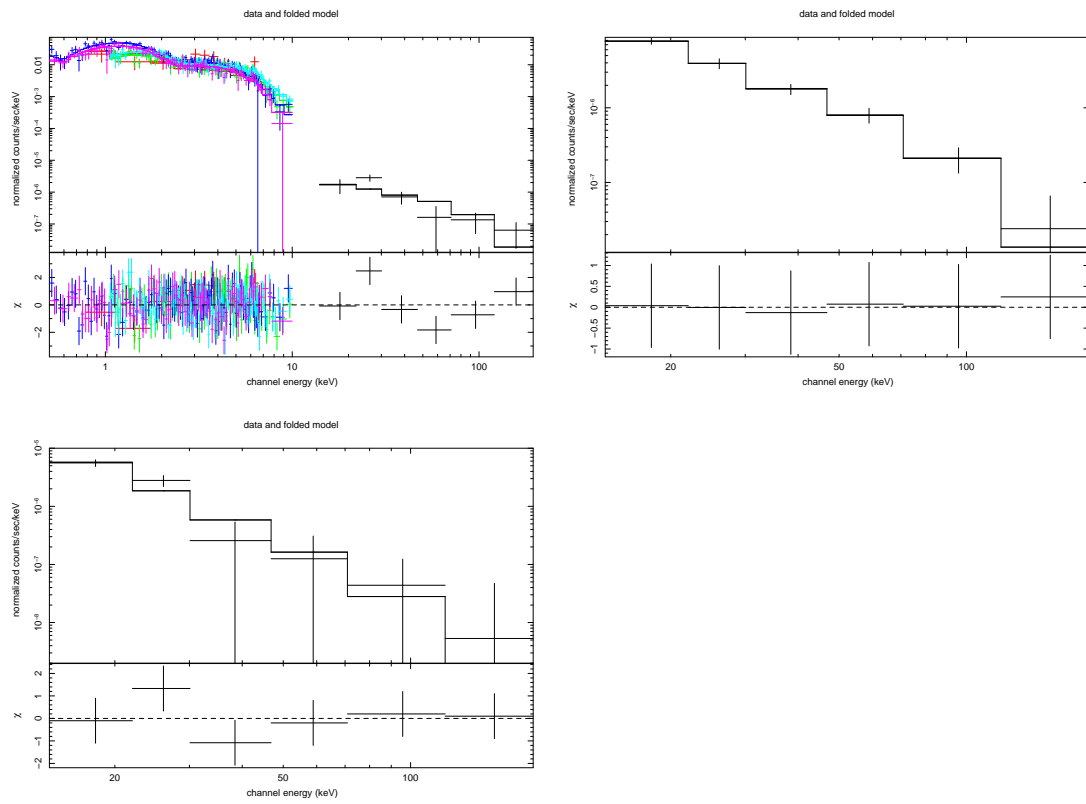 data and folded model
normalized counts/sec/keV
0.01
10⁻³
10⁻⁴
10⁻⁵
10⁻⁶
10⁻⁷
χ
2
0
−2
1
10
100
channel energy (keV)
data and folded model
normalized counts/sec/keV
10⁻⁶
10⁻⁷
χ
1
0.5
0
−0.5
−1
20
50
100
channel energy (keV)
data and folded model
normalized counts/sec/keV
10⁻⁵
10⁻⁶
10⁻⁷
10⁻⁸
χ
2
1
0
−1
−2
20
50
100
channel energy (keV)